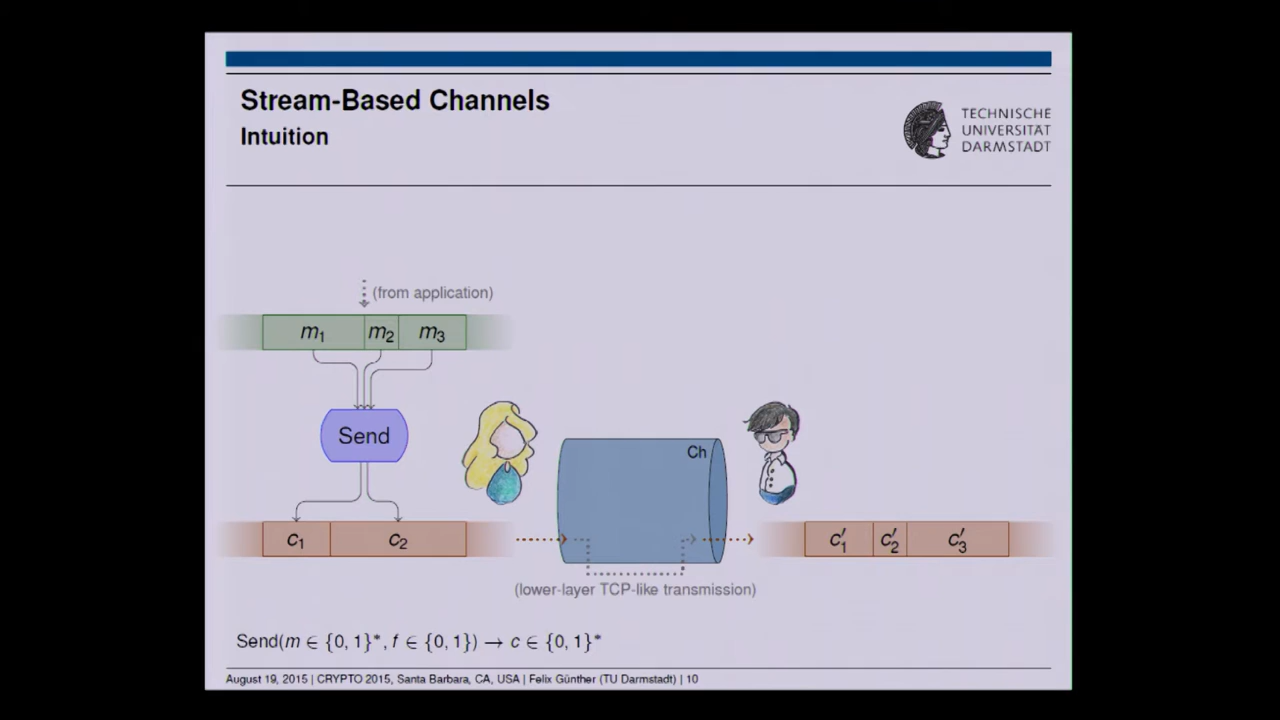 Stream-Based Channels
Intuition
TECHNISCHE
UNIVERSITÄT
DARMSTADT
(from application)
m₁ m₂ m₃
Send
Ch
c₁ c₂
c′₁ c′₂ c′₃
(lower-layer TCP-like transmission)
Send(m ∈ {0, 1}*, f ∈ {0, 1}) → c ∈ {0, 1}*
August 19, 2015 | CRYPTO 2015, Santa Barbara, CA, USA | Felix Günther (TU Darmstadt) | 10